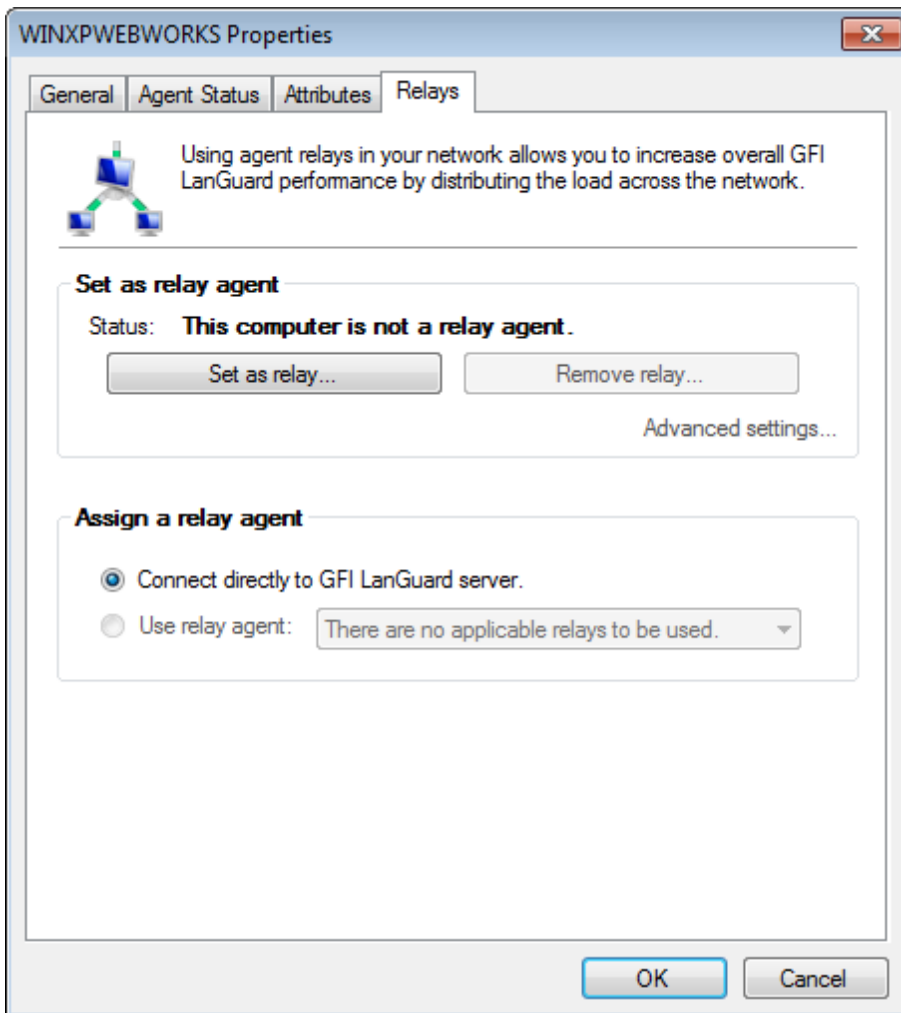 WINXPWEBWORKS Properties
General Agent Status Attributes Relays
Using agent relays in your network allows you to increase overall GFI
LanGuard performance by distributing the load across the network.
Set as relay agent
Status: This computer is not a relay agent.
Set as relay... Remove relay...
Advanced settings...
Assign a relay agent
Connect directly to GFI LanGuard server.
Use relay agent: There are no applicable relays to be used.
OK Cancel